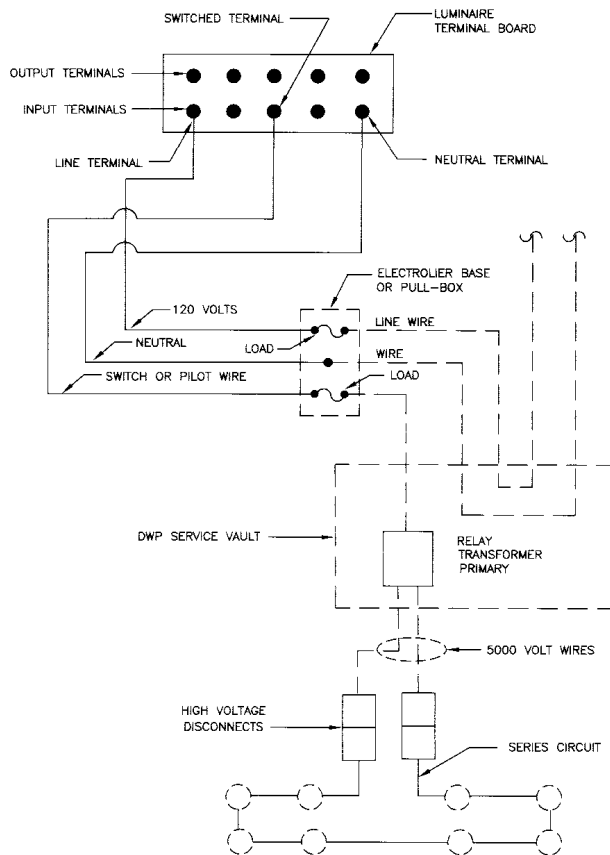 SWITCHED TERMINAL
LUMINAIRE
TERMINAL BOARD
OUTPUT TERMINALS
INPUT TERMINALS
LINE TERMINAL
NEUTRAL TERMINAL
ELECTROLIER BASE
OR PULL-BOX
120 VOLTS
LINE WIRE
LOAD
NEUTRAL
WIRE
SWITCH OR PILOT WIRE
LOAD
DWP SERVICE VAULT
RELAY
TRANSFORMER
PRIMARY
5000 VOLT WIRES
HIGH VOLTAGE
DISCONNECTS
SERIES CIRCUIT